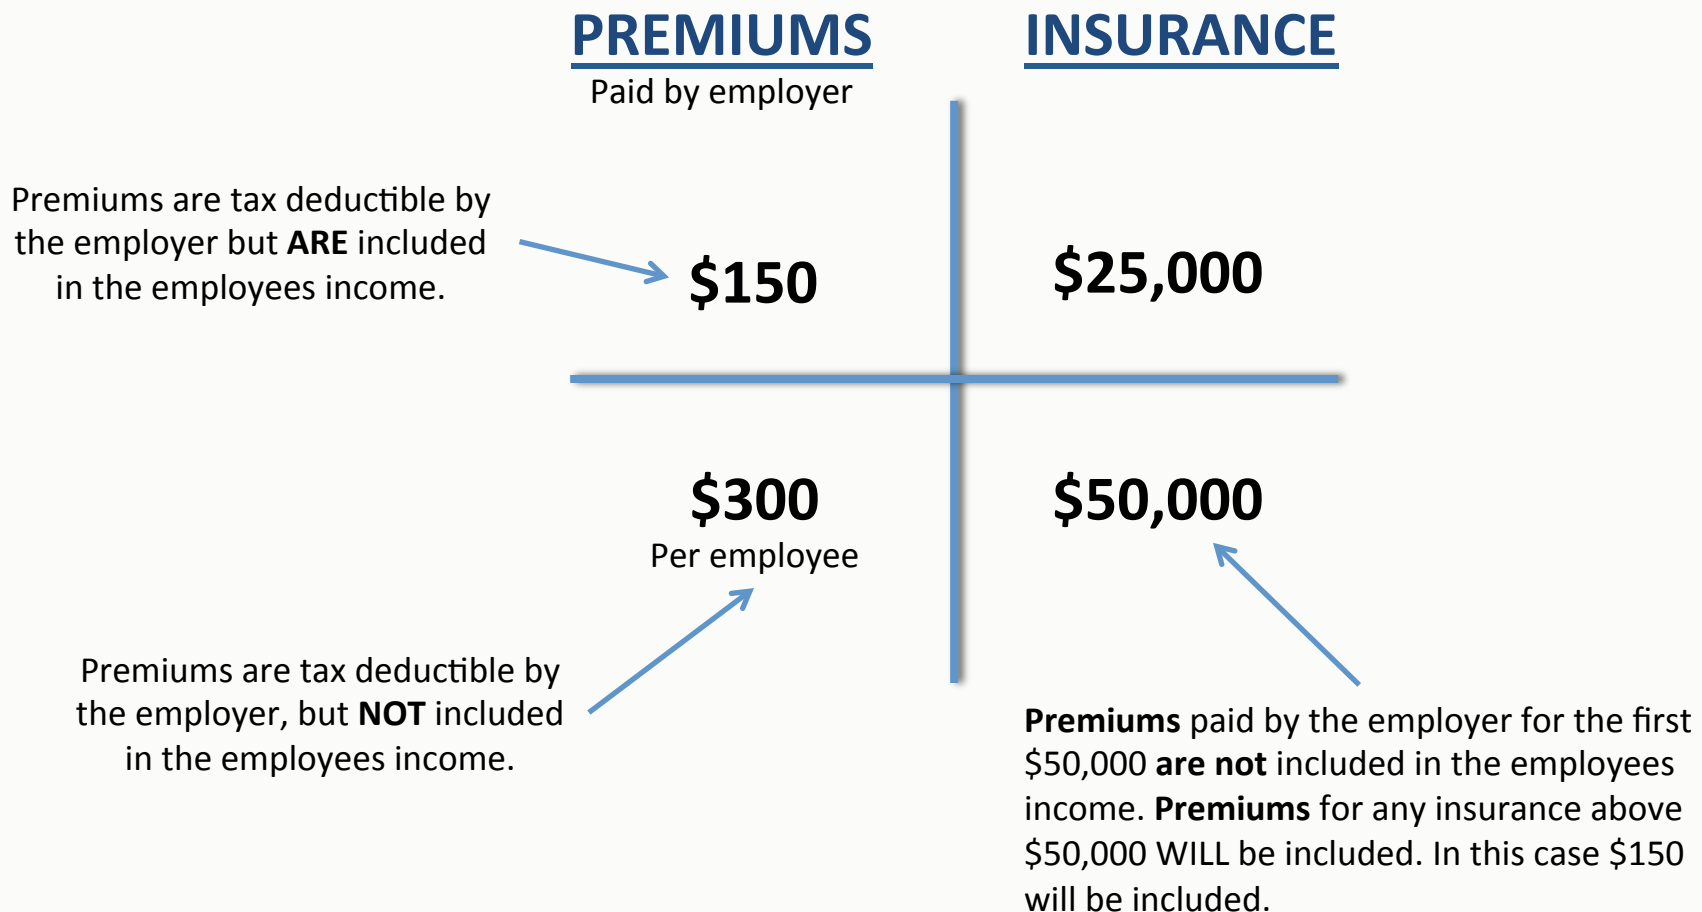 PREMIUMS
INSURANCE
Paid by employer
Premiums are tax deductible by
the employer but ARE included
in the employees income.
$150
$25,000
$300
Per employee
$50,000
Premiums are tax deductible by
the employer, but NOT included
in the employees income.
Premiums paid by the employer for the first
$50,000 are not included in the employees
income. Premiums for any insurance above
$50,000 WILL be included. In this case $150
will be included.